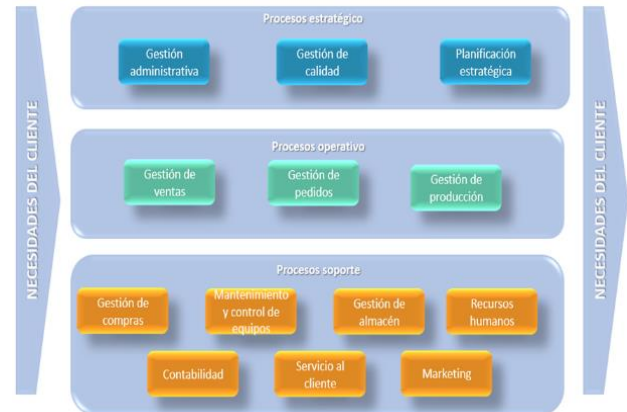 NECESIDADES DEL CLIENTE
Procesos estratégico
Gestión
administrativa
Gestión de
calidad
Planificación
estratégica
Procesos operativo
Gestión de
ventas
Gestión de
pedidos
Gestión de
producción
Procesos soporte
Gestión de
compras
Mantenimiento
y control de
equipos
Gestión de
almacén
Recursos
humanos
Contabilidad
Servicio al
cliente
Marketing
NECESIDADES DEL CLIENTE